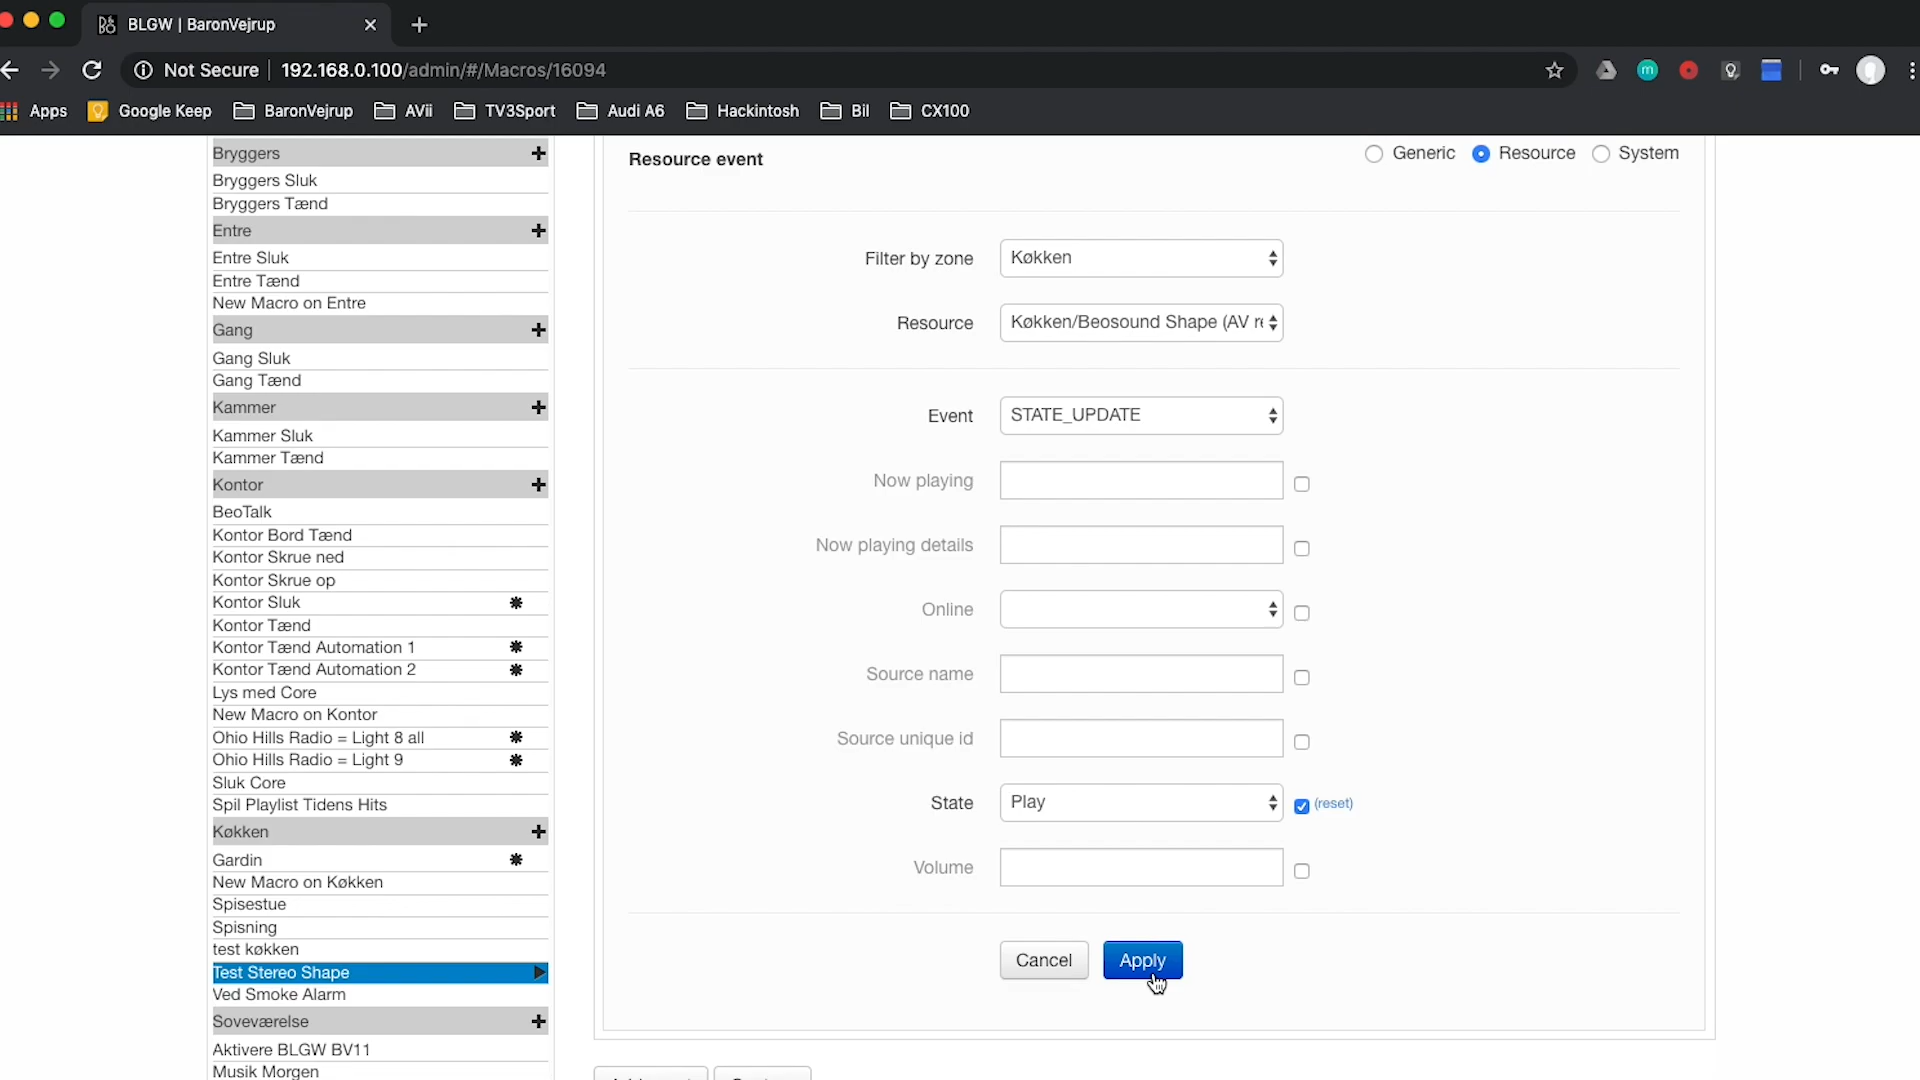 BLGW | BaronVejrup
Not Secure 192.168.0.100/admin/#/Macros/16094
Apps Google Keep BaronVejrup AVii TV3Sport Audi A6 Hackintosh Bil CX100
Bryggers
Bryggers Sluk
Bryggers Tænd
Entre
Entre Sluk
Entre Tænd
New Macro on Entre
Gang
Gang Sluk
Gang Tænd
Kammer
Kammer Sluk
Kammer Tænd
Kontor
BeoTalk
Kontor Bord Tænd
Kontor Skrue ned
Kontor Skrue op
Kontor Sluk
Kontor Tænd
Kontor Tænd Automation 1
Kontor Tænd Automation 2
Lys med Core
New Macro on Kontor
Ohio Hills Radio = Light 8 all
Ohio Hills Radio = Light 9
Sluk Core
Spil Playlist Tidens Hits
Køkken
Gardin
New Macro on Køkken
Spisestue
Spisning
test køkken
Test Stereo Shape
Ved Smoke Alarm
Soveværelse
Aktivere BLGW BV11
Musik Morgen
Resource event Generic Resource System
Filter by zone Køkken
Resource Køkken/Beosound Shape (AV re
Event STATE_UPDATE
Now playing
Now playing details
Online
Source name
Source unique id
State Play (reset)
Volume
Cancel Apply